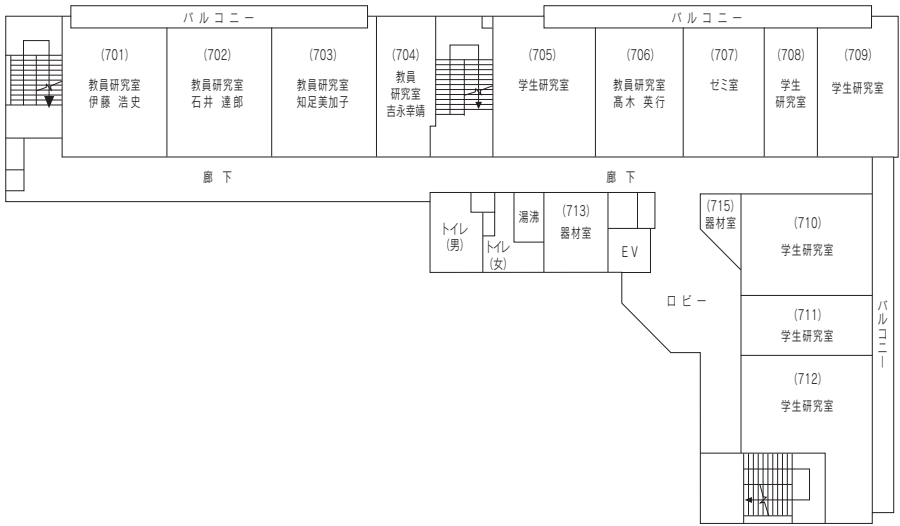 バルコニー
バルコニー
(701)
教員研究室
伊藤 浩史
(702)
教員研究室
石井 達郎
(703)
教員研究室
知足美加子
(704)
教員
研究室
吉永幸靖
(705)
学生研究室
(706)
教員研究室
髙木 英行
(707)
ゼミ室
(708)
学生
研究室
(709)
学生研究室
廊 下
廊 下
トイレ
(男)
トイレ
(女)
湯沸
(713)
器材室
EV
(715)
器材室
(710)
学生研究室
ロビー
(711)
学生研究室
バルコニー
(712)
学生研究室